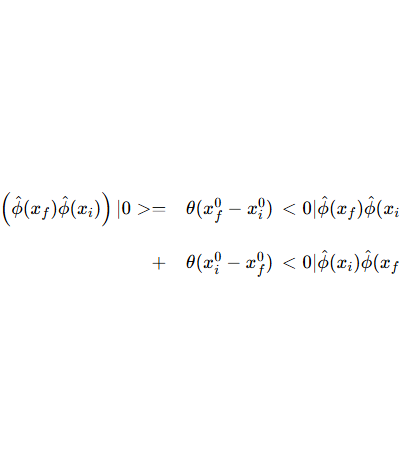 (ϕ̂(x_f)ϕ̂(x_i))|0 >= θ(x_f^0 − x_i^0) < 0|ϕ̂(x_f)ϕ̂(x_i
+ θ(x_i^0 − x_f^0) < 0|ϕ̂(x_i)ϕ̂(x_f